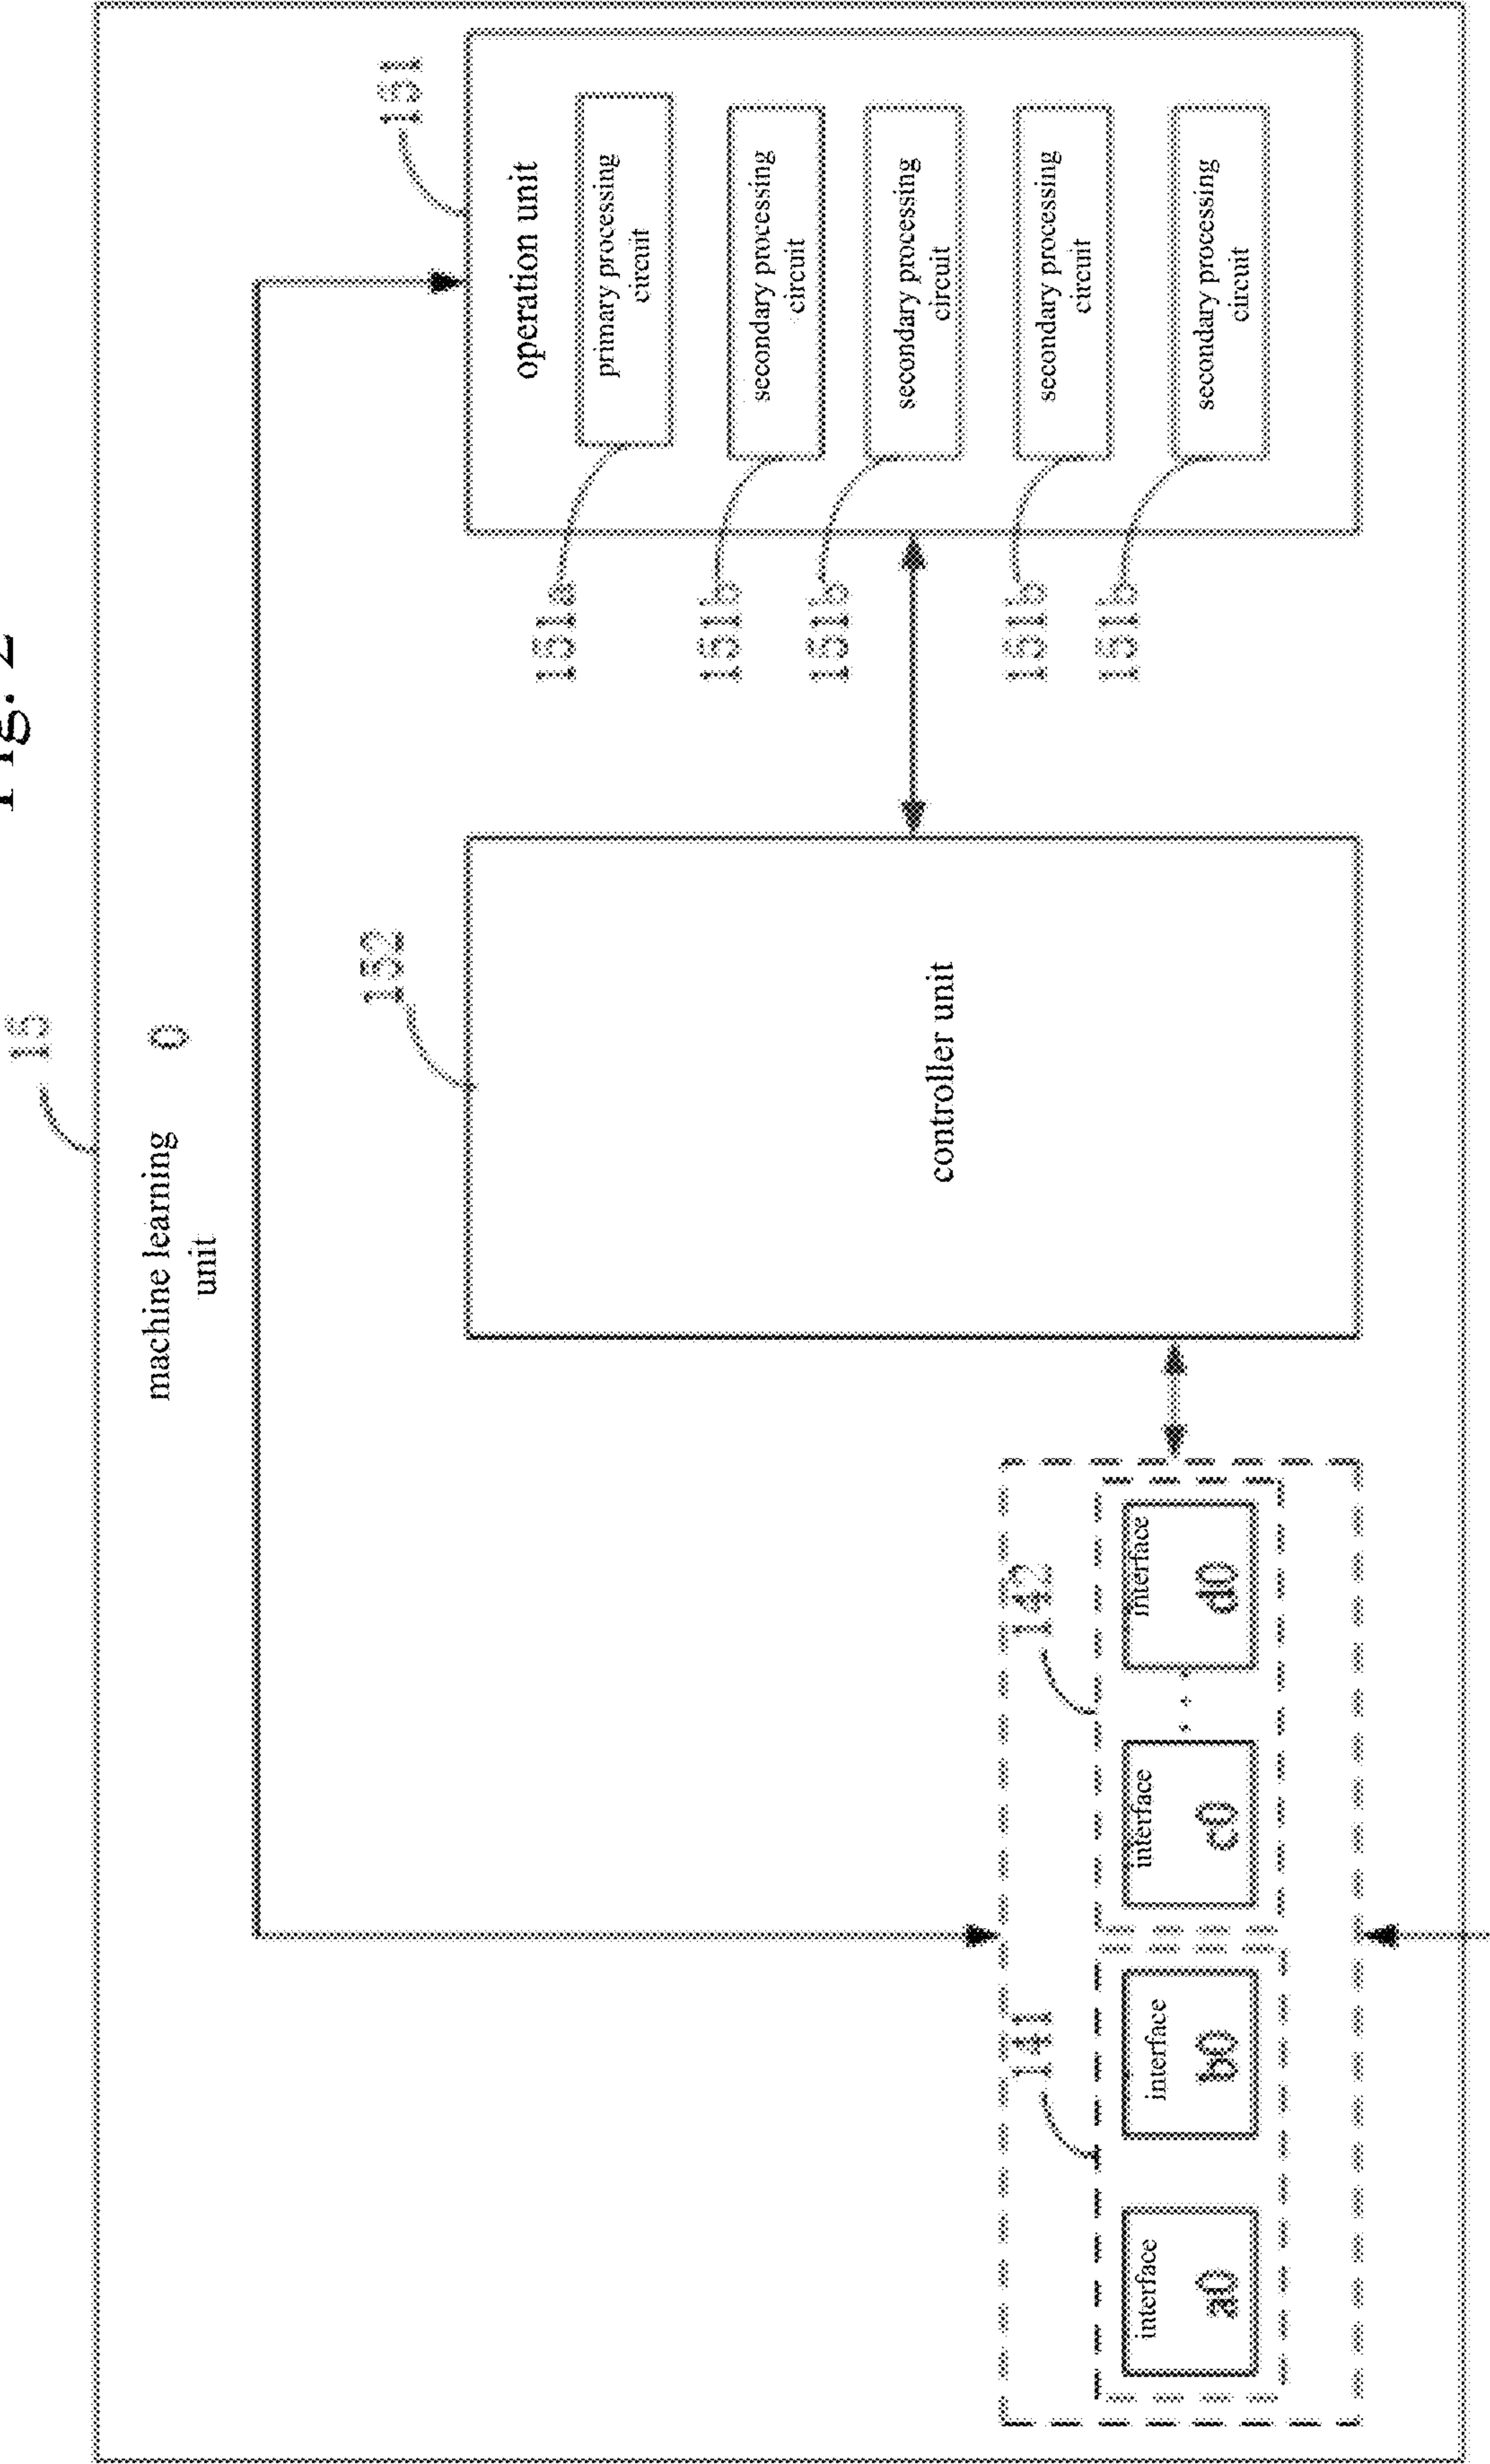 Fig. 2
15
machine learning 0
unit
151
operation unit
primary processing
circuit
151a
secondary processing
circuit
151b
secondary processing
circuit
151b
secondary processing
circuit
151b
secondary processing
circuit
151b
132
controller unit
142
interface
d0
interface
c0
141
interface
b0
interface
a0